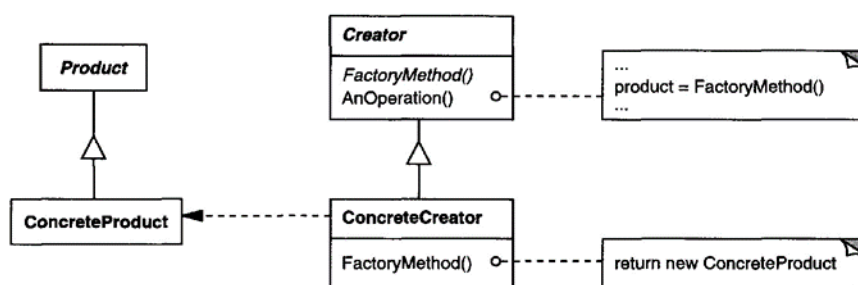 Product
ConcreteProduct
Creator
FactoryMethod()
AnOperation()
...
product = FactoryMethod()
...
ConcreteCreator
FactoryMethod()
return new ConcreteProduct